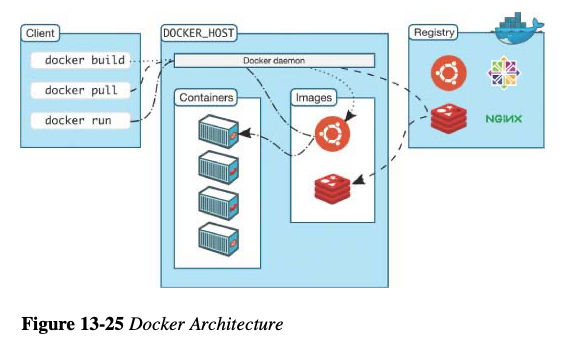 Client
docker build
docker pull
docker run
DOCKER_HOST
Docker daemon
Containers
Images
Registry
NGINX
Figure 13-25 Docker Architecture